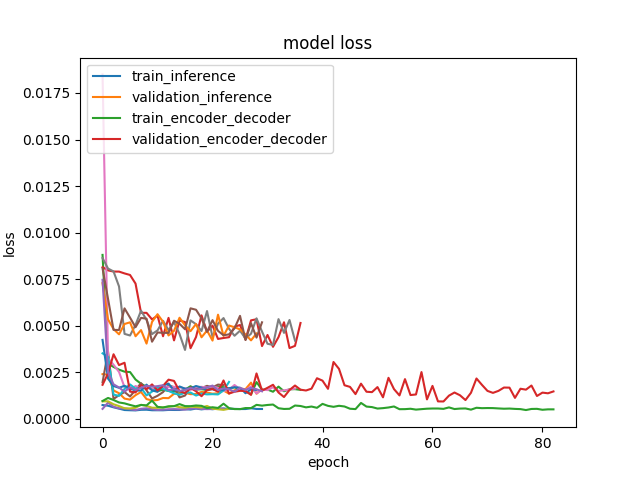 model loss
train_inference
validation_inference
train_encoder_decoder
validation_encoder_decoder
0.0175
0.0150
0.0125
0.0100
0.0075
0.0050
0.0025
0.0000
loss
0 20 40 60 80
epoch